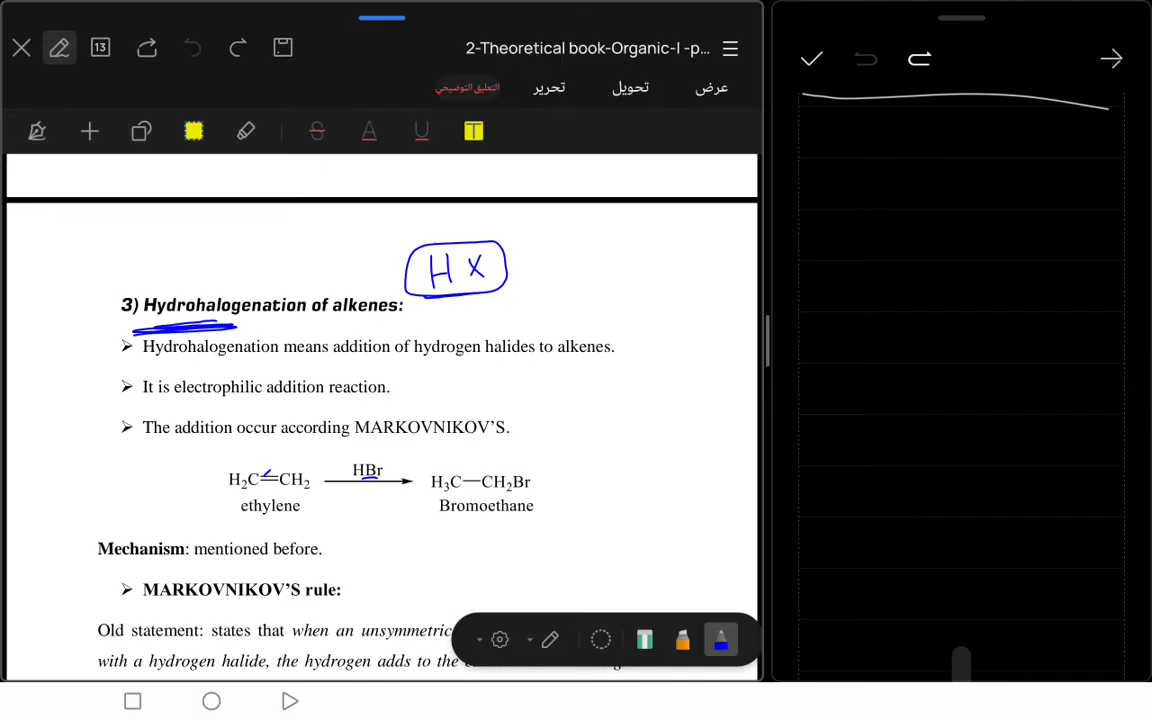 13
2-Theoretical book-Organic-I -p...
عرض
تحويل
تحرير
التعليق التوضيحي
S A U T
H X
3) Hydrohalogenation of alkenes:
➢ Hydrohalogenation means addition of hydrogen halides to alkenes.
➢ It is electrophilic addition reaction.
➢ The addition occur according MARKOVNIKOV’S.
H₂C=CH₂ HBr H₃C—CH₂Br
ethylene Bromoethane
Mechanism: mentioned before.
➢ MARKOVNIKOV’S rule:
Old statement: states that when an unsymmetric
with a hydrogen halide, the hydrogen adds to the